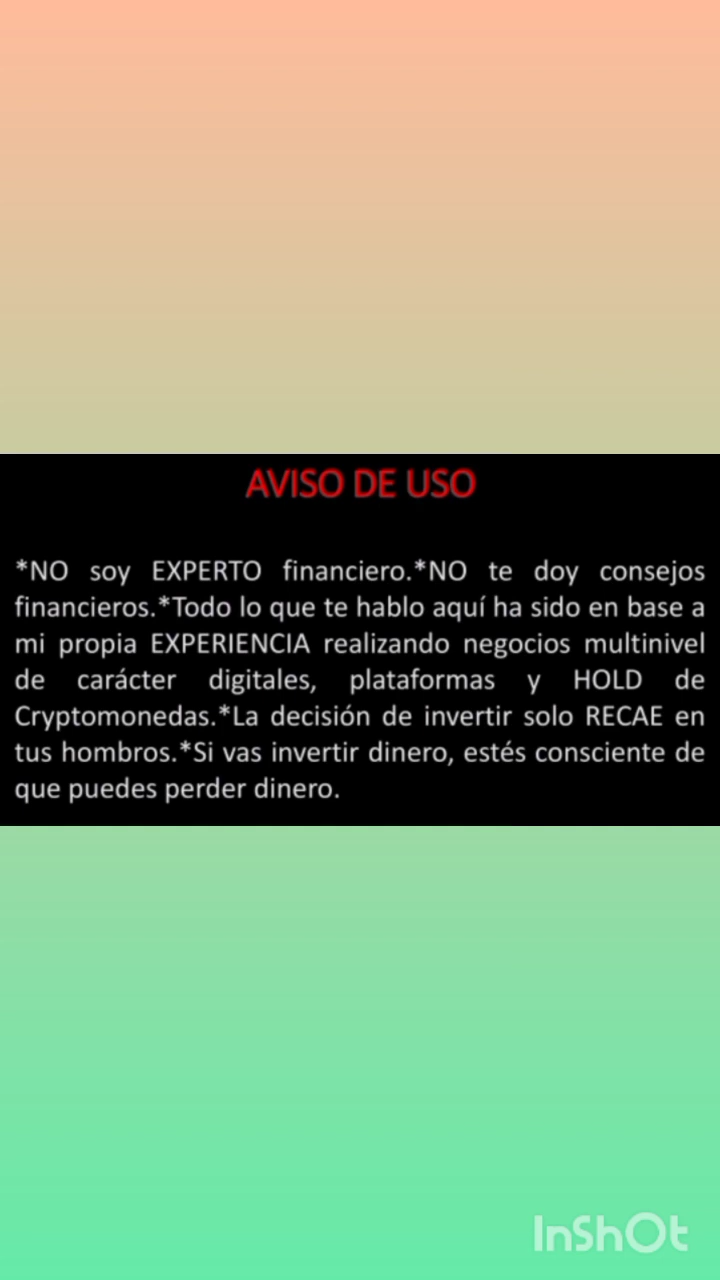 AVISO DE USO
*NO soy EXPERTO financiero.*NO te doy consejos
financieros.*Todo lo que te hablo aquí ha sido en base a
mi propia EXPERIENCIA realizando negocios multinivel
de carácter digitales, plataformas y HOLD de
Cryptomonedas.*La decisión de invertir solo RECAE en
tus hombros.*Si vas invertir dinero, estés consciente de
que puedes perder dinero.
InShOt